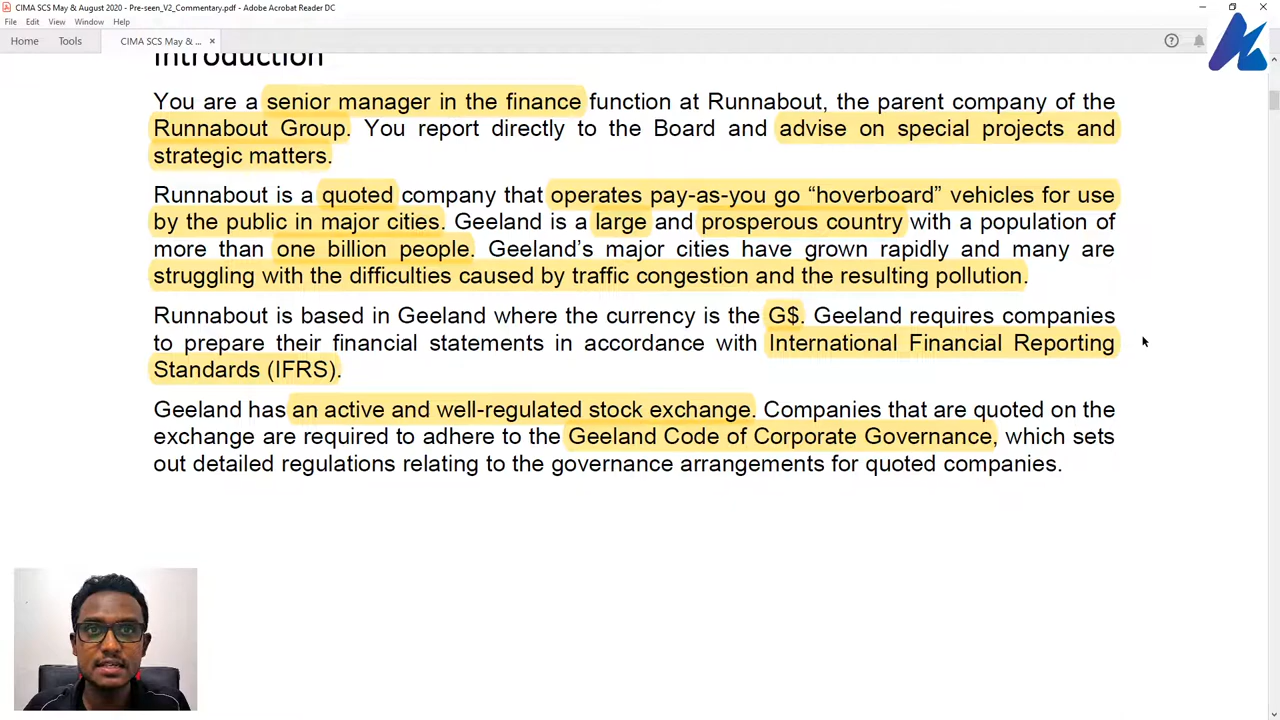 CIMA SCS May & August 2020 - Pre-seen_V2_Commentary.pdf - Adobe Acrobat Reader DC
File Edit View Window Help
Home Tools CIMA SCS May & ... ×
Introduction
You are a senior manager in the finance function at Runnabout, the parent company of the
Runnabout Group. You report directly to the Board and advise on special projects and
strategic matters.
Runnabout is a quoted company that operates pay-as-you go “hoverboard” vehicles for use
by the public in major cities. Geeland is a large and prosperous country with a population of
more than one billion people. Geeland’s major cities have grown rapidly and many are
struggling with the difficulties caused by traffic congestion and the resulting pollution.
Runnabout is based in Geeland where the currency is the G$. Geeland requires companies
to prepare their financial statements in accordance with International Financial Reporting
Standards (IFRS).
Geeland has an active and well-regulated stock exchange. Companies that are quoted on the
exchange are required to adhere to the Geeland Code of Corporate Governance, which sets
out detailed regulations relating to the governance arrangements for quoted companies.